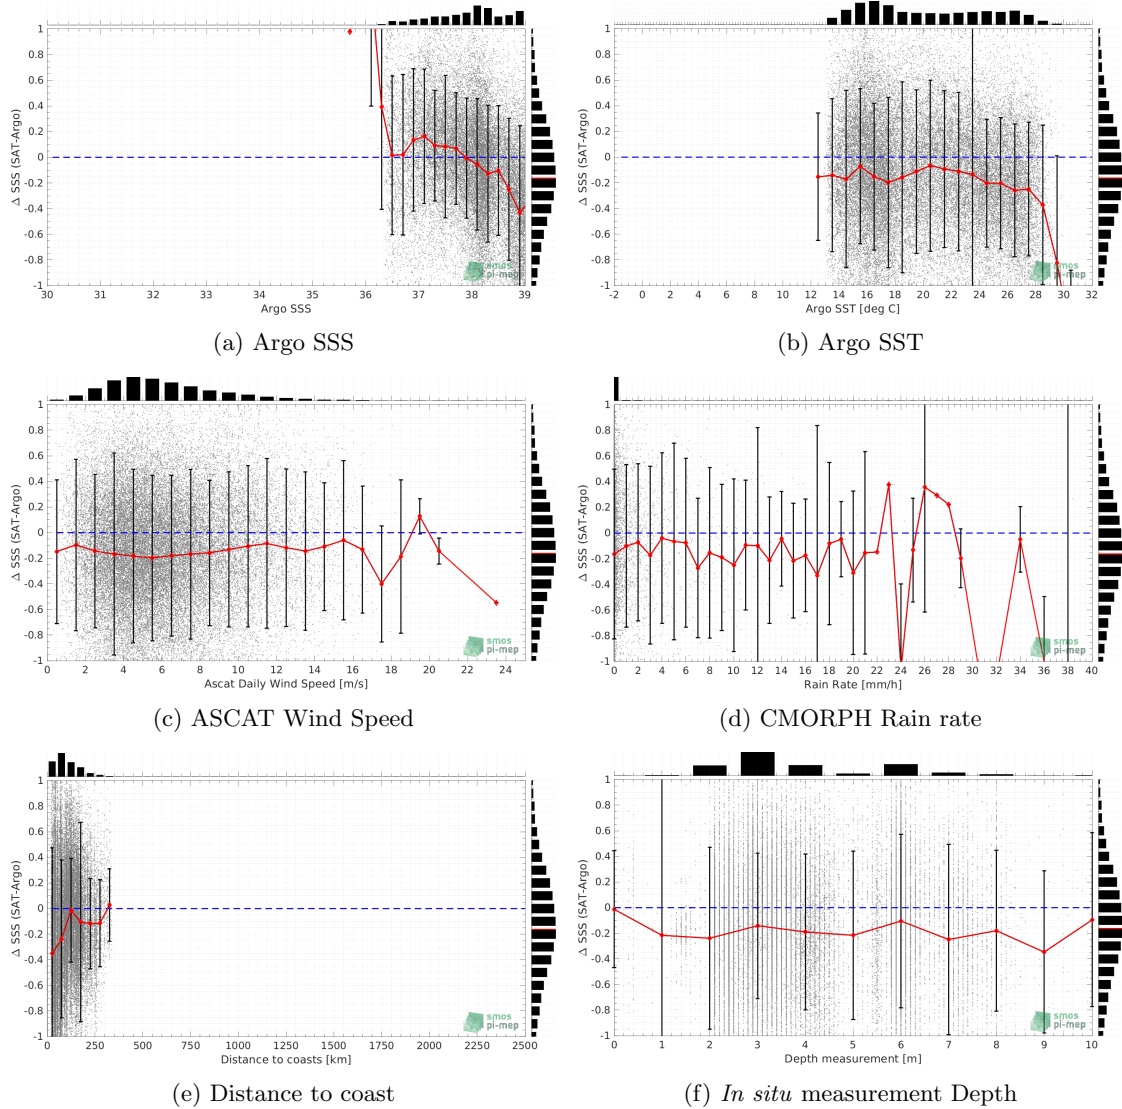 1
0.8
0.6
0.4
0.2
0
-0.2
-0.4
-0.6
-0.8
-1
Δ SSS (SAT-Argo)
30 31 32 33 34 35 36 37 38 39
Argo SSS
smos
pi-mep
(a) Argo SSS
1
0.8
0.6
0.4
0.2
0
-0.2
-0.4
-0.6
-0.8
-1
Δ SSS (SAT-Argo)
-2 0 2 4 6 8 10 12 14 16 18 20 22 24 26 28 30 32
Argo SST [deg C]
smos
pi-mep
(b) Argo SST
1
0.8
0.6
0.4
0.2
0
-0.2
-0.4
-0.6
-0.8
-1
Δ SSS (SAT-Argo)
0 2 4 6 8 10 12 14 16 18 20 22 24
Ascat Daily Wind Speed [m/s]
smos
pi-mep
(c) ASCAT Wind Speed
1
0.8
0.6
0.4
0.2
0
-0.2
-0.4
-0.6
-0.8
-1
Δ SSS (SAT-Argo)
0 2 4 6 8 10 12 14 16 18 20 22 24 26 28 30 32 34 36 38 40
Rain Rate [mm/h]
smos
pi-mep
(d) CMORPH Rain rate
1
0.8
0.6
0.4
0.2
0
-0.2
-0.4
-0.6
-0.8
-1
Δ SSS (SAT-Argo)
0 250 500 750 1000 1250 1500 1750 2000 2250 2500
Distance to coasts [km]
smos
pi-mep
(e) Distance to coast
1
0.8
0.6
0.4
0.2
0
-0.2
-0.4
-0.6
-0.8
-1
Δ SSS (SAT-Argo)
0 1 2 3 4 5 6 7 8 9 10
Depth measurement [m]
smos
pi-mep
(f) In situ measurement Depth